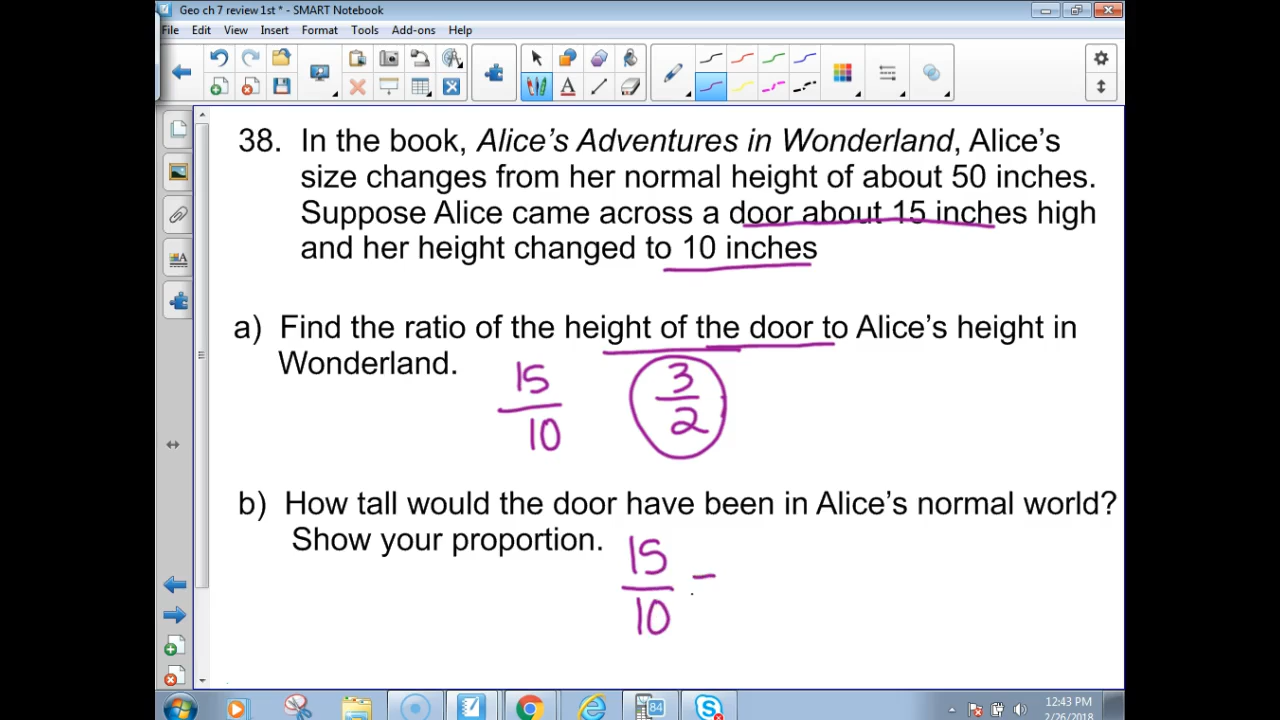 Geo ch 7 review 1st * - SMART Notebook
File Edit View Insert Format Tools Add-ons Help
38. In the book, Alice's Adventures in Wonderland, Alice's
size changes from her normal height of about 50 inches.
Suppose Alice came across a door about 15 inches high
and her height changed to 10 inches
a) Find the ratio of the height of the door to Alice's height in
Wonderland.
15
10
3
2
b) How tall would the door have been in Alice's normal world?
Show your proportion.
15
10
84
12:43 PM
2/26/2018